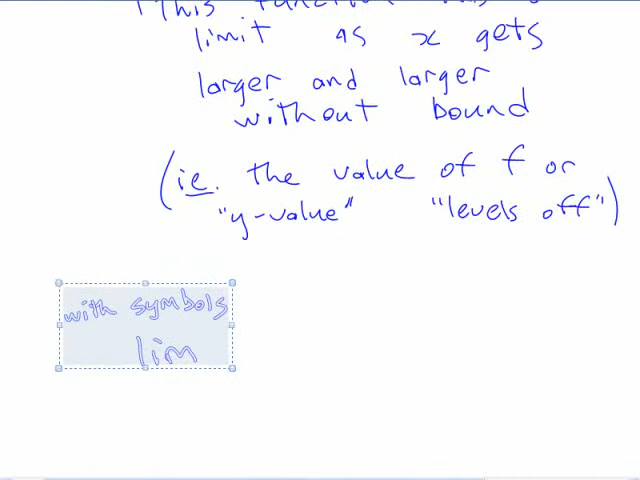 limit as x gets
larger and larger
without bound
(ie. the value of f or
"y-value" "levels off")
with symbols
lim